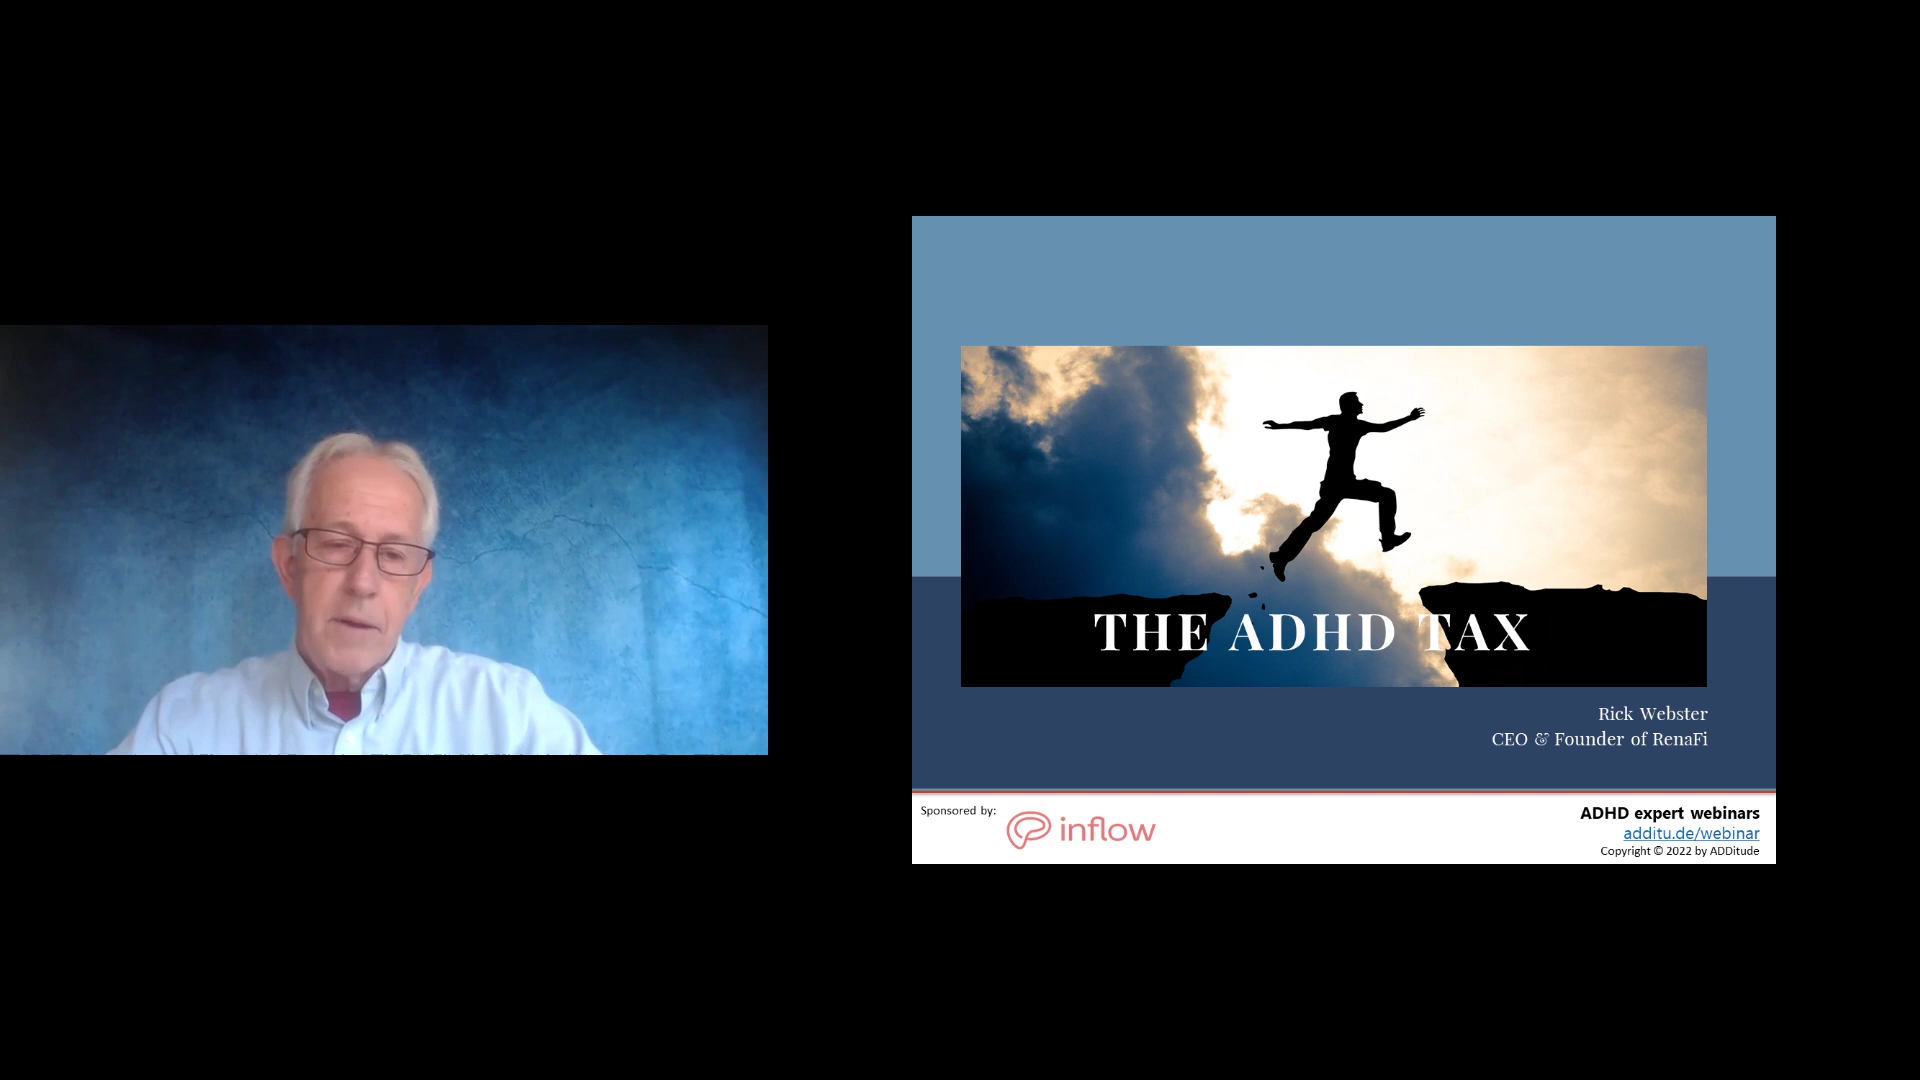 THE ADHD TAX
Rick Webster
CEO & Founder of RenaFi
Sponsored by:
inflow
ADHD expert webinars
additu.de/webinar
Copyright © 2022 by ADDitude